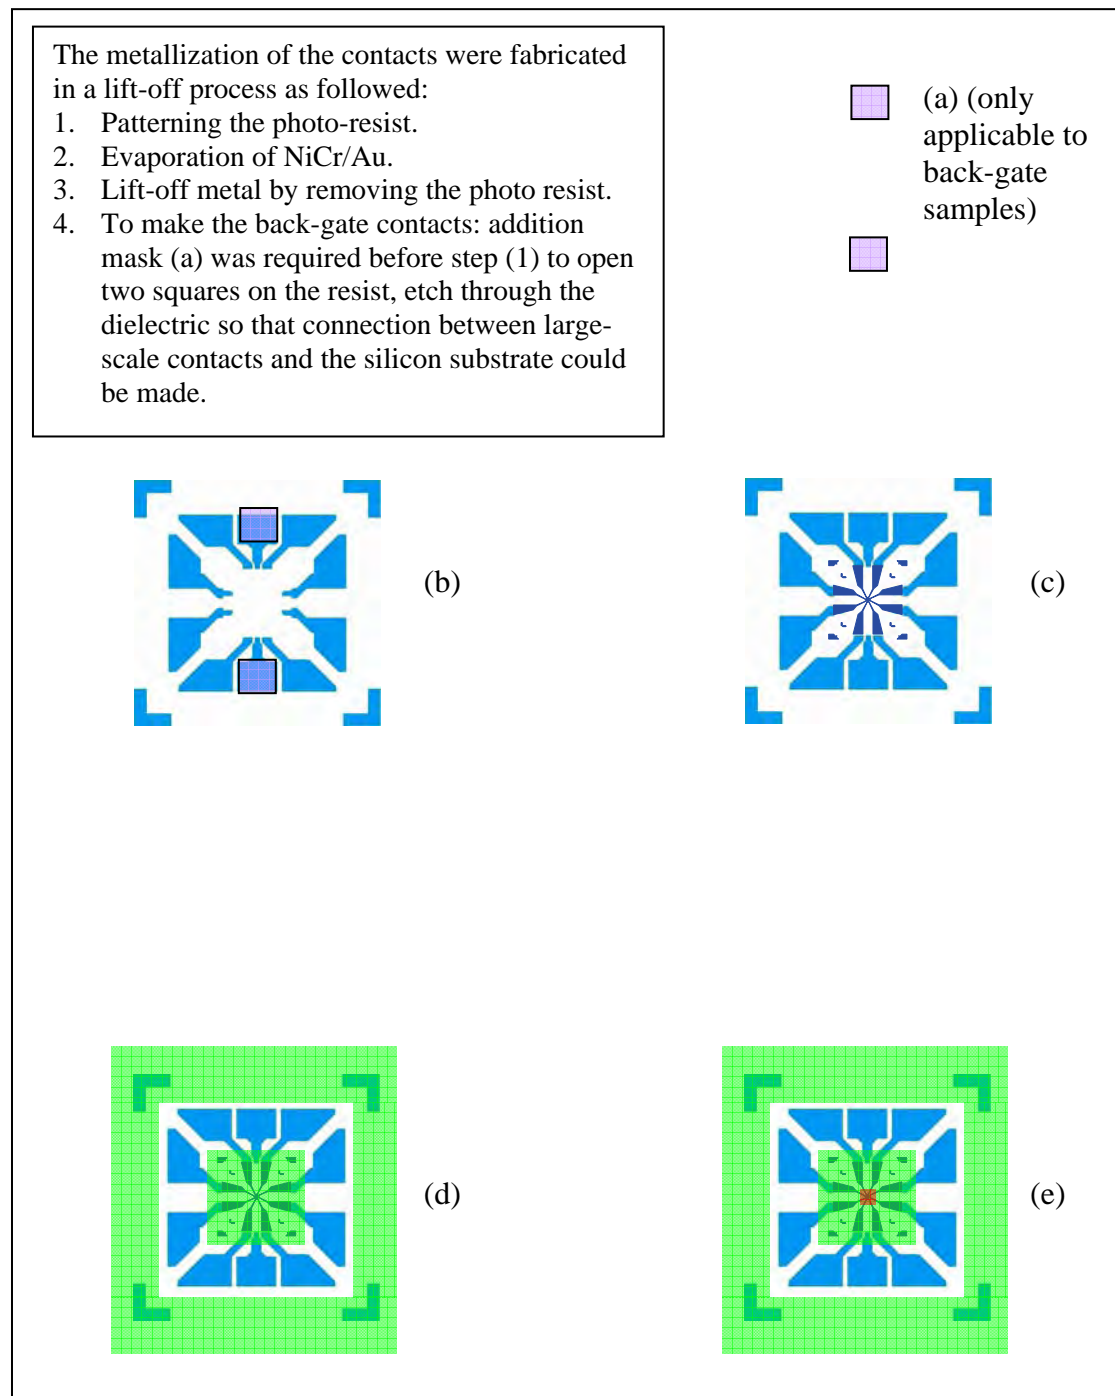 The metallization of the contacts were fabricated
in a lift-off process as followed:
1. Patterning the photo-resist.
2. Evaporation of NiCr/Au.
3. Lift-off metal by removing the photo resist.
4. To make the back-gate contacts: addition
mask (a) was required before step (1) to open
two squares on the resist, etch through the
dielectric so that connection between large-
scale contacts and the silicon substrate could
be made.
(a) (only
applicable to
back-gate
samples)
(b)
(c)
(d)
(e)